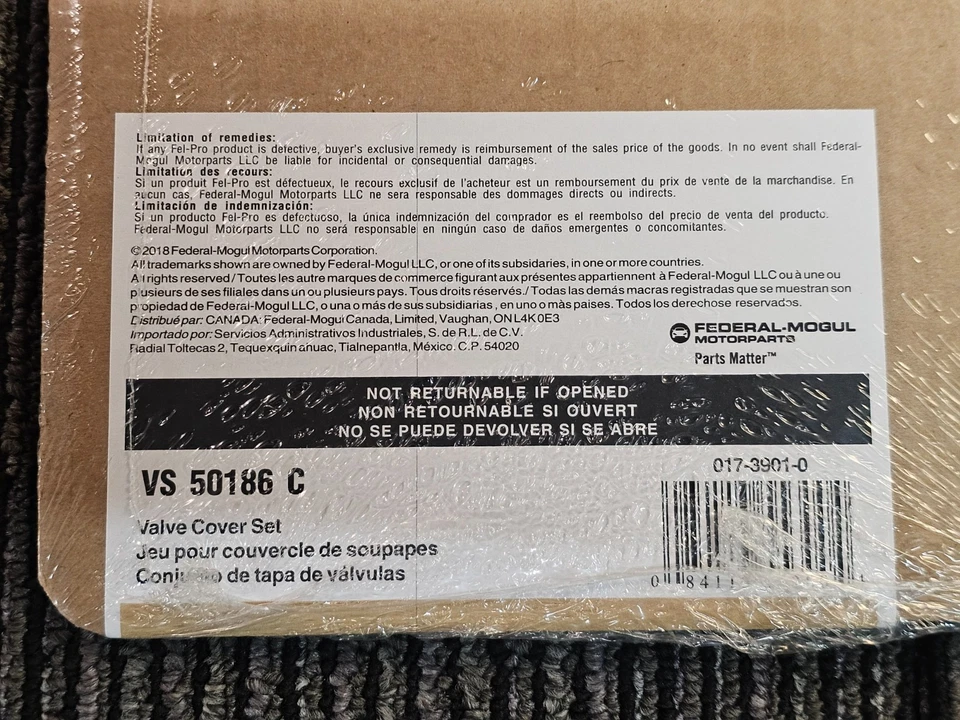 Limitation of remedies:
If any Fel-Pro product is defective, buyer's exclusive remedy is reimbursement of the sales price of the goods. In no event shall Federal-
Mogul Motorparts LLC be liable for incidental or consequential damages.
Limitation des recours:
Si un produit Fel-Pro est défectueux, le recours exclusif de l'acheteur est un remboursement du prix de vente de la marchandise. En
aucun cas, Federal-Mogul Motorparts LLC ne sera responsable des dommages directs ou indirects.
Limitación de indemnización:
Si un producto Fel-Pro es defectuoso, la única indemnización del comprador es el reembolso del precio de venta del producto.
Federal-Mogul Motorparts LLC no será responsable en ningún caso de daños emergentes o concomitantes.
©2018 Federal-Mogul Motorparts Corporation.
All trademarks shown are owned by Federal-Mogul LLC, or one of its subsidaries, in one or more countries.
All rights reserved / Toutes les autre marques de commerce figurant aux présentes appartiennent à Federal-Mogul LLC ou à une ou
plusieurs de ses filiales dans un ou plusieurs pays. Tous droits réservés. / Todas las demás macras registradas que se muestran son
propiedad de Federal-Mogul LLC, o una o más de sus subsidiarias, en uno o màs paises. Todos los derechose reservados.
Distribué par: CANADA: Federal-Mogul Canada, Limited, Vaughan, ON L4K 0E3
Importado por: Servicios Administrativos Industriales, S. de R.L. de C.V.
Radial Toltecas 2, Tequexquinanuac, Tlalnepantla, México. C.P. 54020
FEDERAL-MOGUL
MOTORPARTS
Parts Matter™
NOT RETURNABLE IF OPENED
NON RETOURNABLE SI OUVERT
NO SE PUEDE DEVOLVER SI SE ABRE
VS 50186 C
017-3901-0
Valve Cover Set
Jeu pour couvercle de soupapes
Conjunto de tapa de válvulas
0 8411